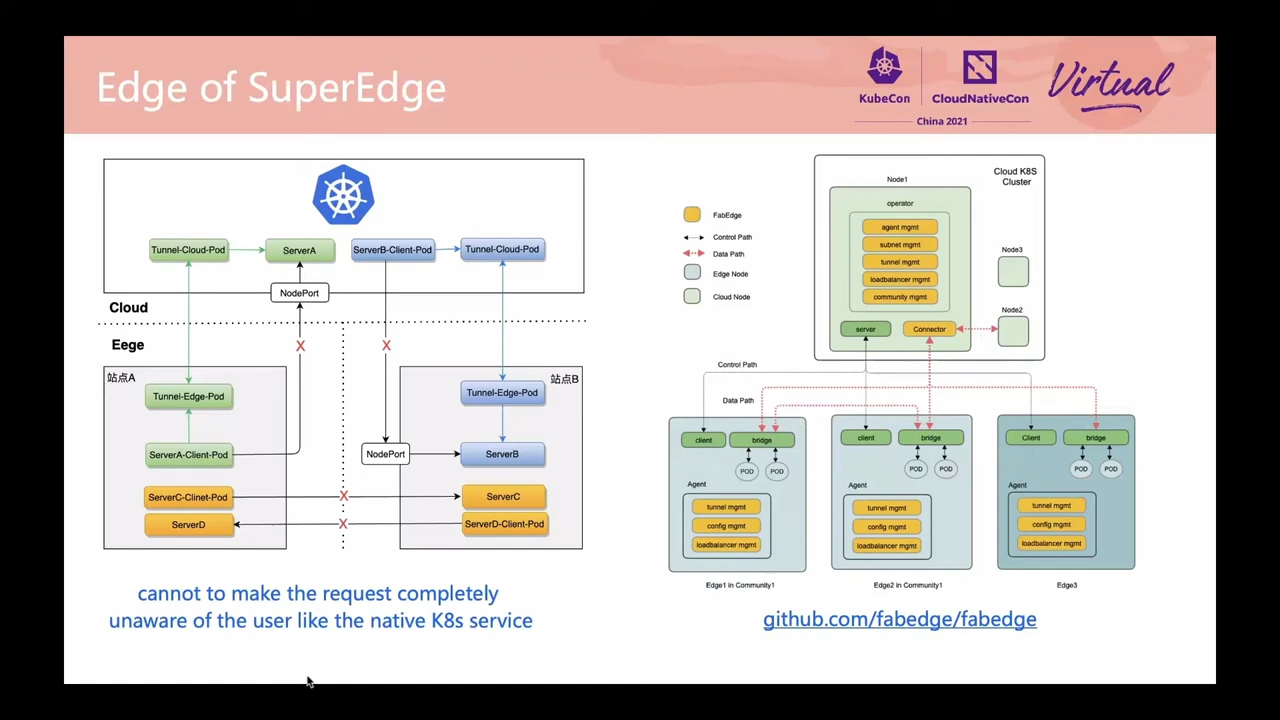 Edge of SuperEdge
KubeCon
CloudNativeCon
Virtual
China 2021
Tunnel-Cloud-Pod
ServerA
ServerB-Client-Pod
Tunnel-Cloud-Pod
NodePort
Cloud
Eege
X
X
站点A
站点B
Tunnel-Edge-Pod
Tunnel-Edge-Pod
ServerA-Client-Pod
NodePort
ServerB
ServerC-Clinet-Pod
X
ServerC
ServerD
X
ServerD-Client-Pod
cannot to make the request completely
unaware of the user like the native K8s service
FabEdge
Control Path
Data Path
Edge Node
Cloud Node
Cloud K8S
Cluster
Node1
operator
agent mgmt
subnet mgmt
tunnel mgmt
loadbalancer mgmt
community mgmt
server
Connector
Node3
Node2
Control Path
Data Path
client
bridge
POD
POD
Agent
tunnel mgmt
config mgmt
loadbalancer mgmt
Edge1 in Community1
client
bridge
POD
POD
Agent
tunnel mgmt
config mgmt
loadbalancer mgmt
Edge2 in Community1
Client
bridge
POD
POD
Agent
tunnel mgmt
config mgmt
loadbalancer mgmt
Edge3
github.com/fabedge/fabedge